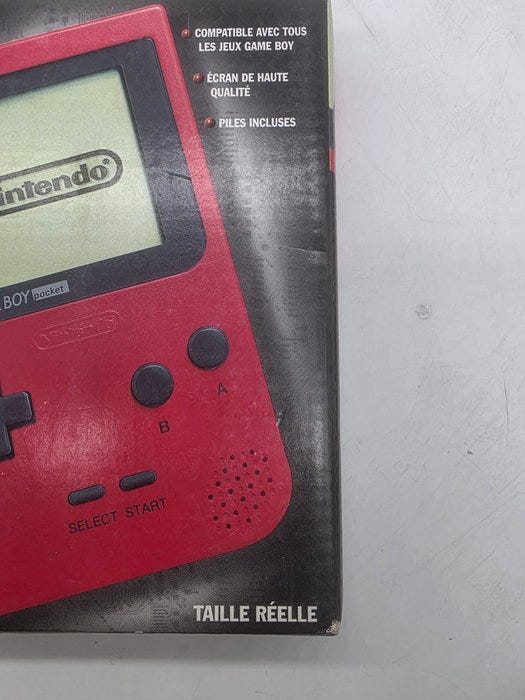 COMPATIBLE AVEC TOUS
LES JEUX GAME BOY
ÉCRAN DE HAUTE
QUALITÉ
PILES INCLUSES
intendo®
BOY pocket
Nintendo
A
B
SELECT START
TAILLE RÉELLE